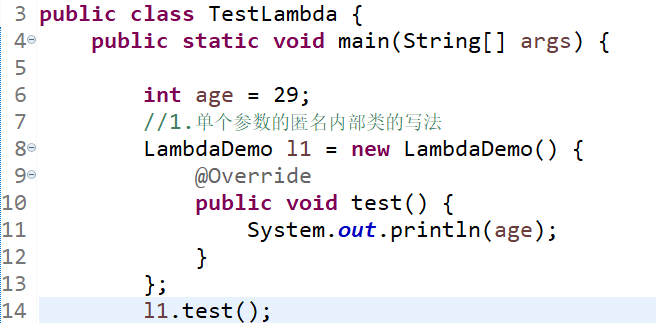 3 public class TestLambda {
4 public static void main(String[] args) {
5
6 int age = 29;
7 //1.单个参数的匿名内部类的写法
8 LambdaDemo l1 = new LambdaDemo() {
9 @Override
10 public void test() {
11 System.out.println(age);
12 }
13 };
14 l1.test();